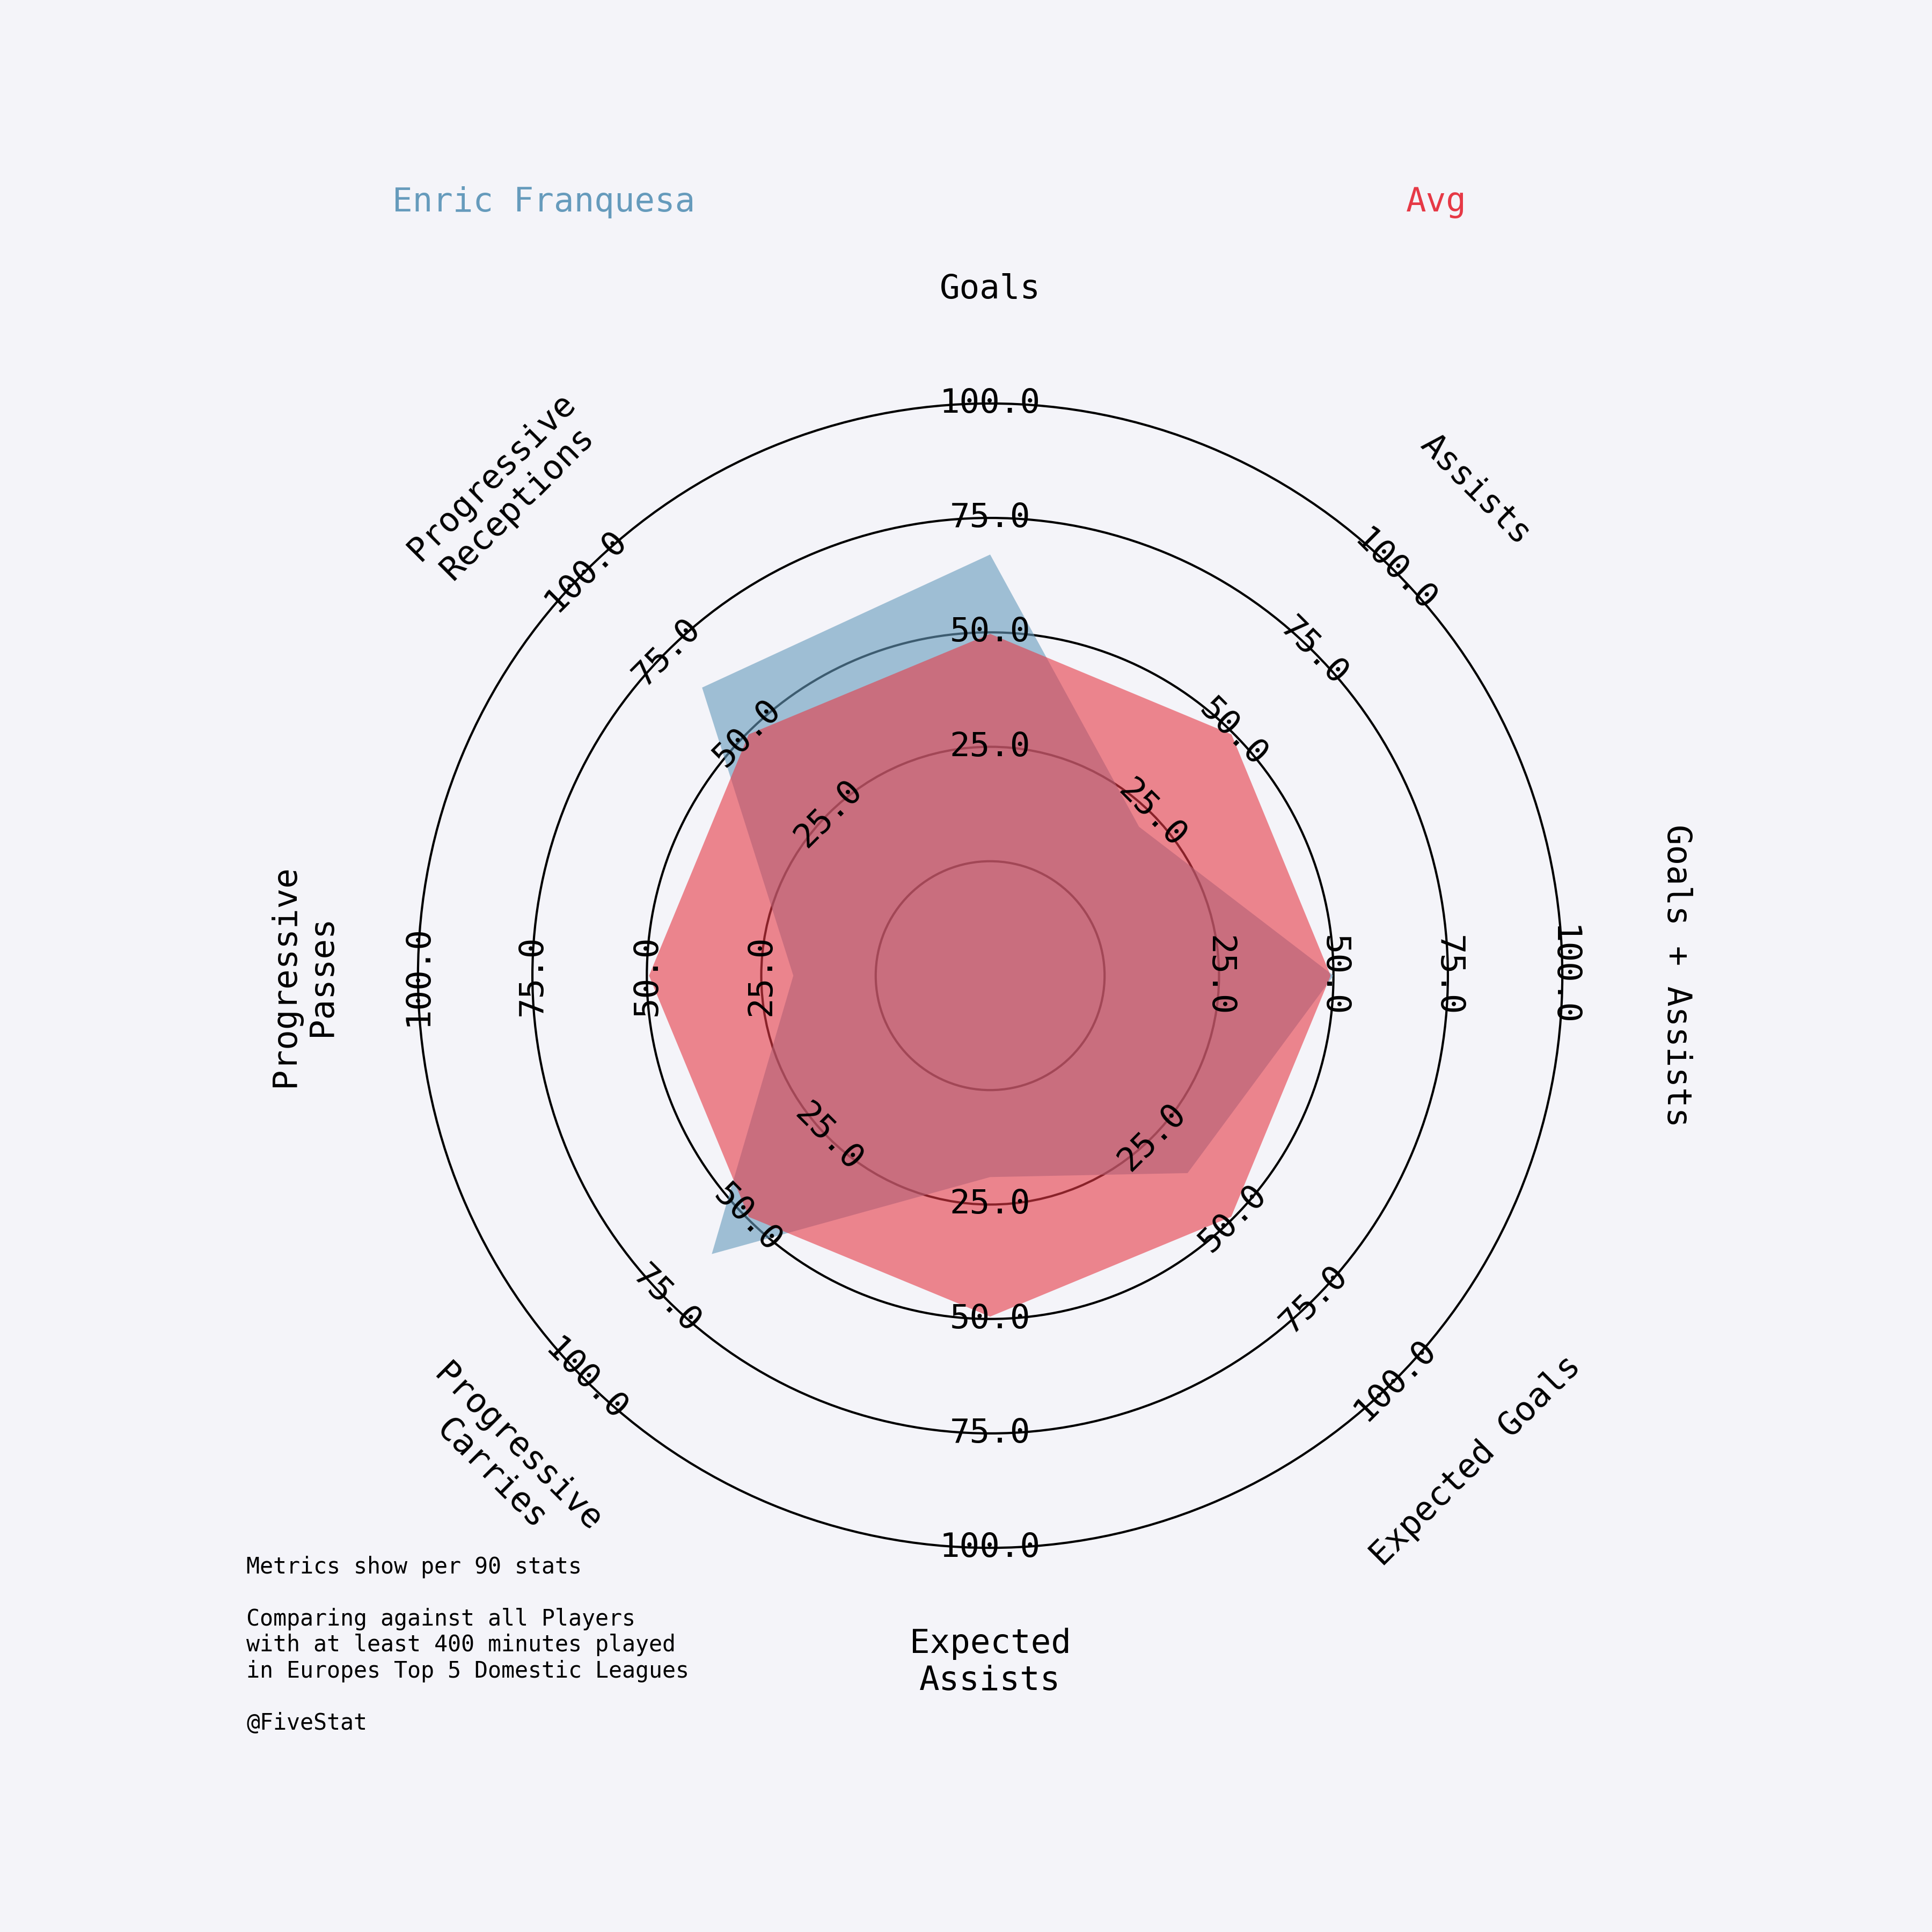 Enric Franquesa
Avg
Goals
Assists
Goals + Assists
Expected Goals
Expected
Assists
Progressive
Carries
Progressive
Passes
Progressive
Receptions
25.0
50.0
75.0
100.0
25.0
50.0
75.0
100.0
25.0
50.0
75.0
100.0
25.0
50.0
75.0
100.0
25.0
50.0
75.0
100.0
25.0
50.0
75.0
100.0
25.0
50.0
75.0
100.0
25.0
50.0
75.0
100.0
Metrics show per 90 stats
Comparing against all Players
with at least 400 minutes played
in Europes Top 5 Domestic Leagues
@FiveStat